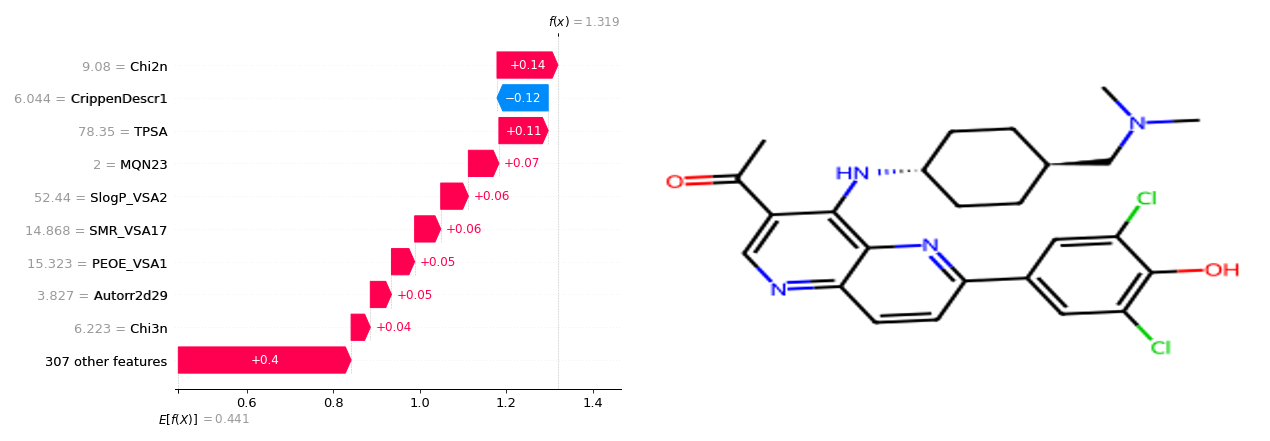 f(x) = 1.319
9.08 = Chi2n
+0.14
6.044 = CrippenDescr1
−0.12
78.35 = TPSA
+0.11
2 = MQN23
+0.07
52.44 = SlogP_VSA2
+0.06
14.868 = SMR_VSA17
+0.06
15.323 = PEOE_VSA1
+0.05
3.827 = Autorr2d29
+0.05
6.223 = Chi3n
+0.04
307 other features
+0.4
0.6 0.8 1.0 1.2 1.4
E[f(X)] = 0.441
N
HN
O
Cl
N
OH
N
Cl